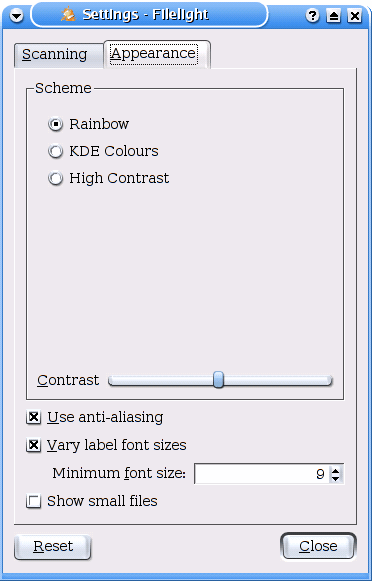 Settings - Filelight
Scanning Appearance
Scheme
Rainbow
KDE Colours
High Contrast
Contrast
Use anti-aliasing
Vary label font sizes
Minimum font size: 9
Show small files
Reset Close